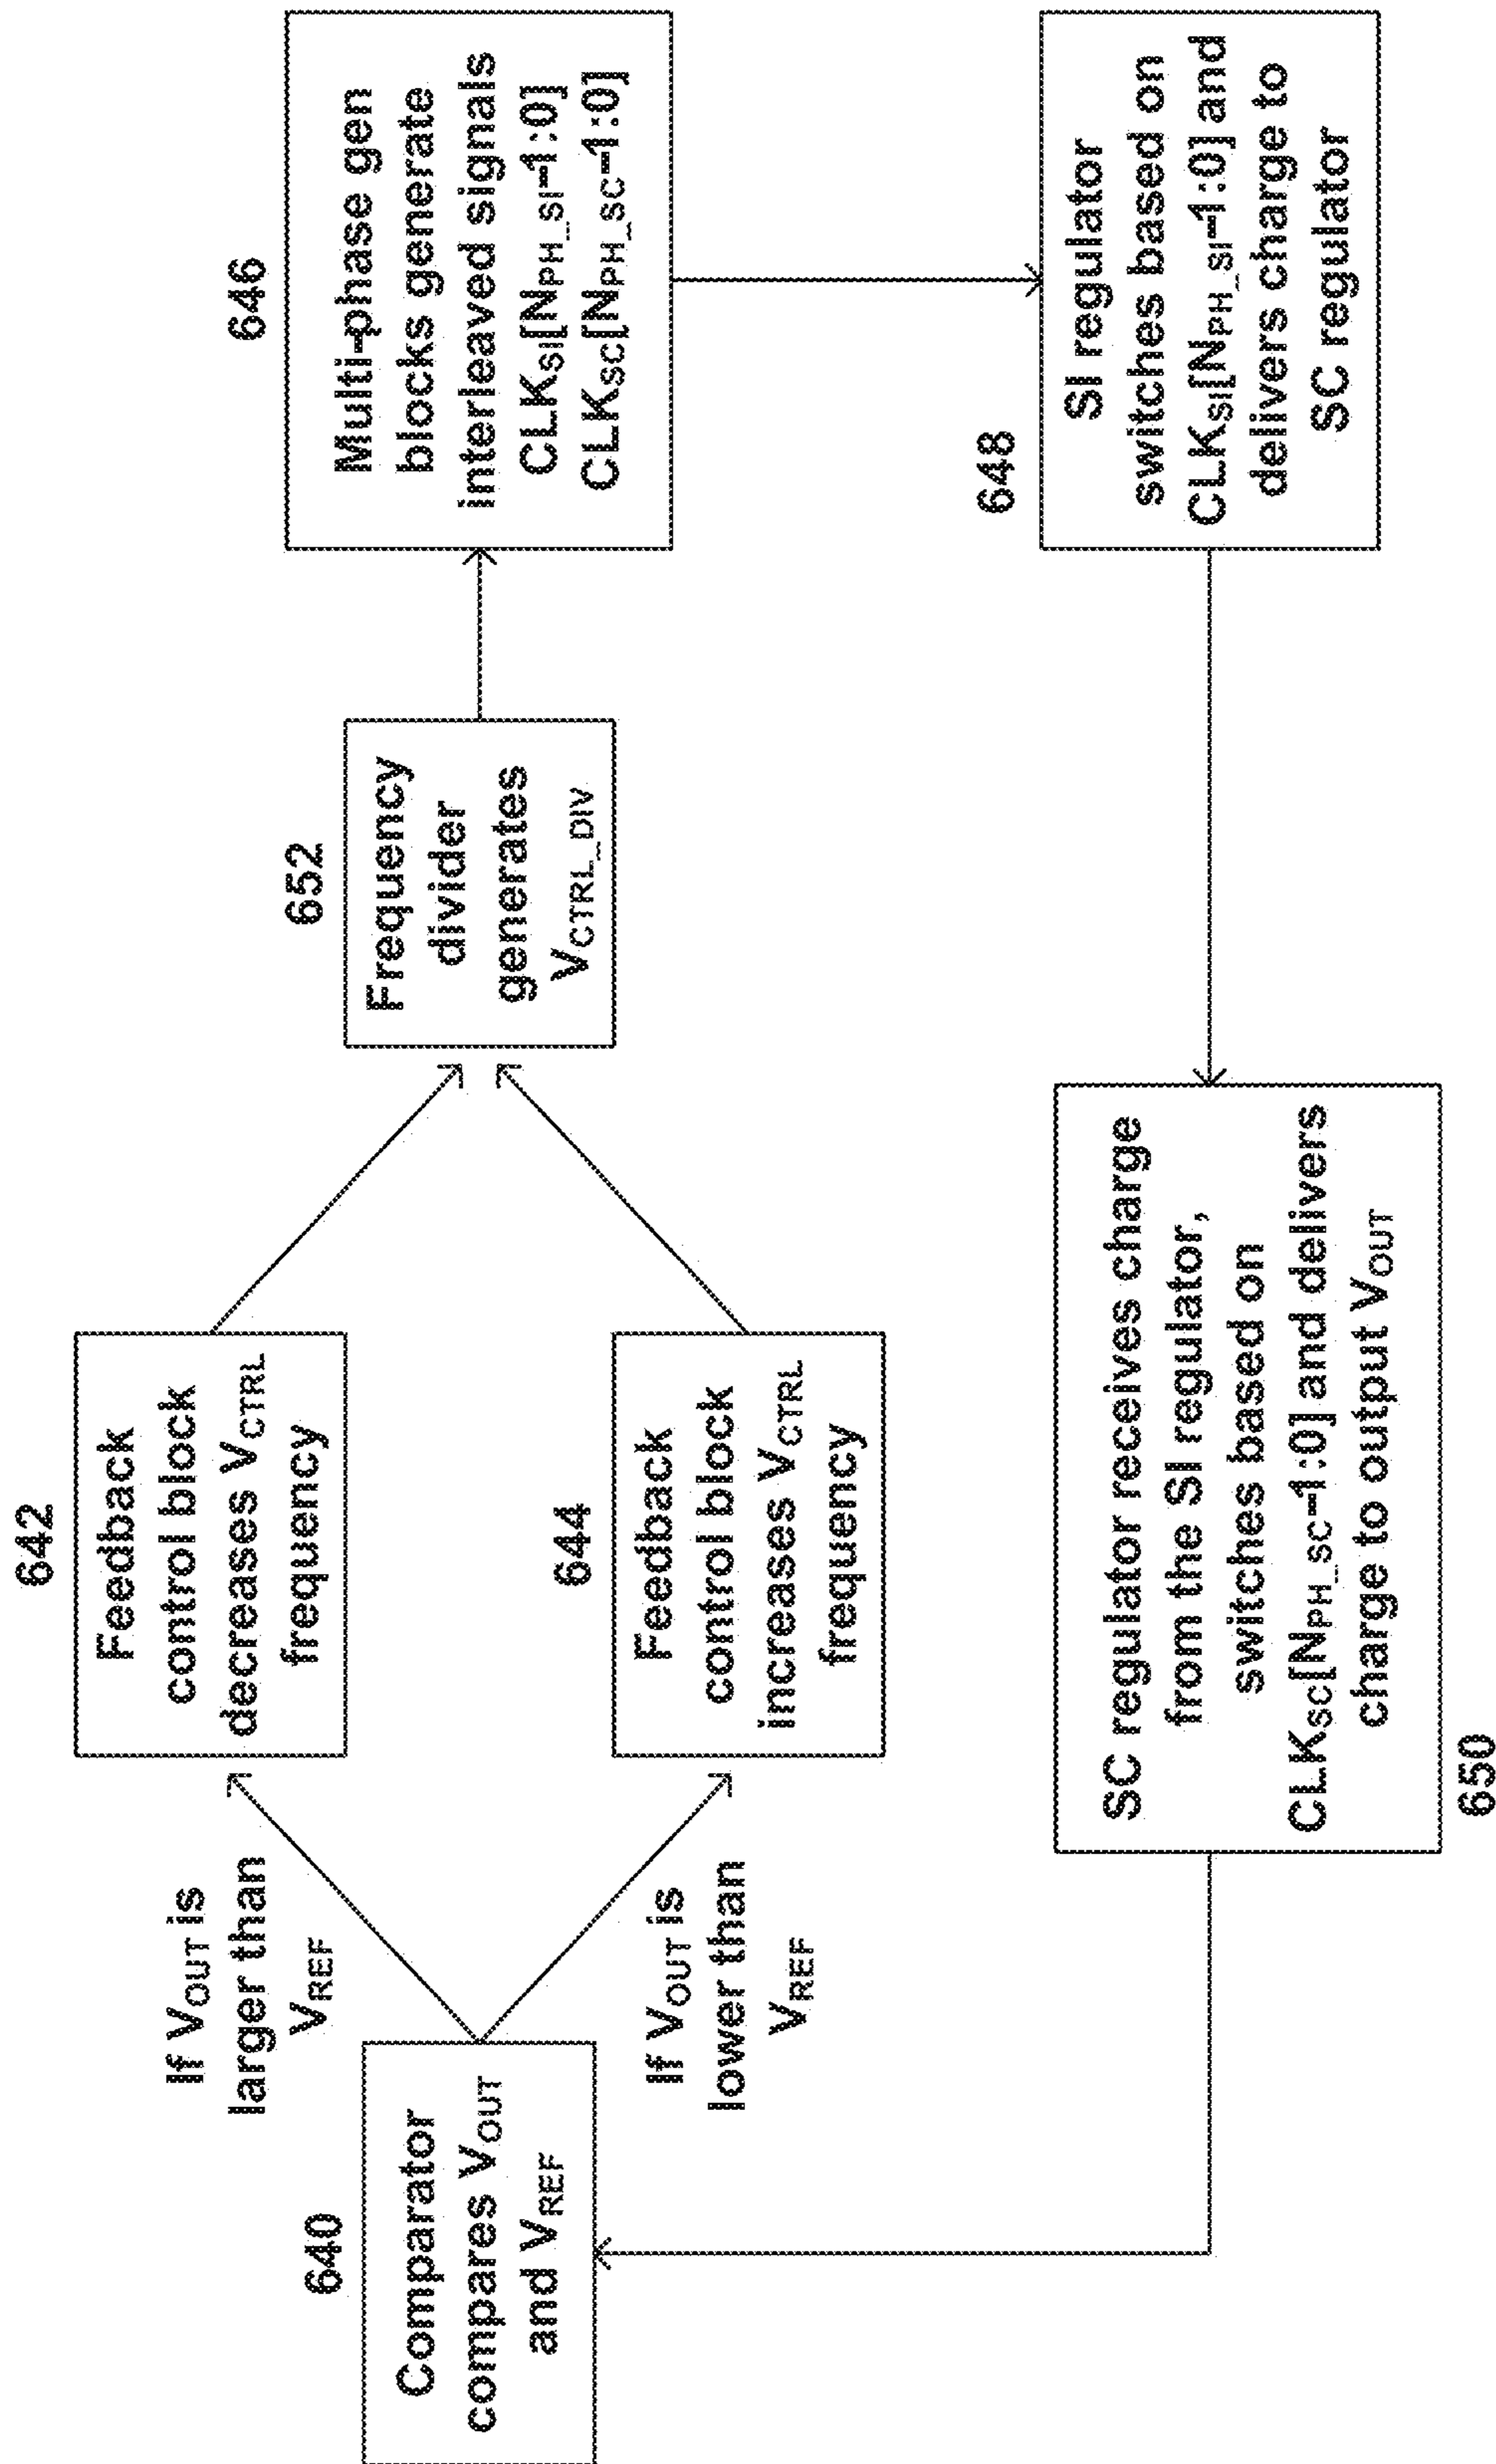 640
Comparator
compares VOUT
and VREF
If VOUT is
larger than
VREF
If VOUT is
lower than
VREF
642
Feedback
control block
decreases VCTRL
frequency
644
Feedback
control block
increases VCTRL
frequency
652
Frequency
divider
generates
VCTRL_DIV
646
Multi-phase gen
blocks generate
interleaved signals
CLKSI[NPH_SI-1:0]
CLKSC[NPH_SC-1:0]
648
SI regulator
switches based on
CLKSI[NPH_SI-1:0] and
delivers charge to
SC regulator
SC regulator receives charge
from the SI regulator,
switches based on
CLKSC[NPH_SC-1:0] and delivers
charge to output VOUT
650